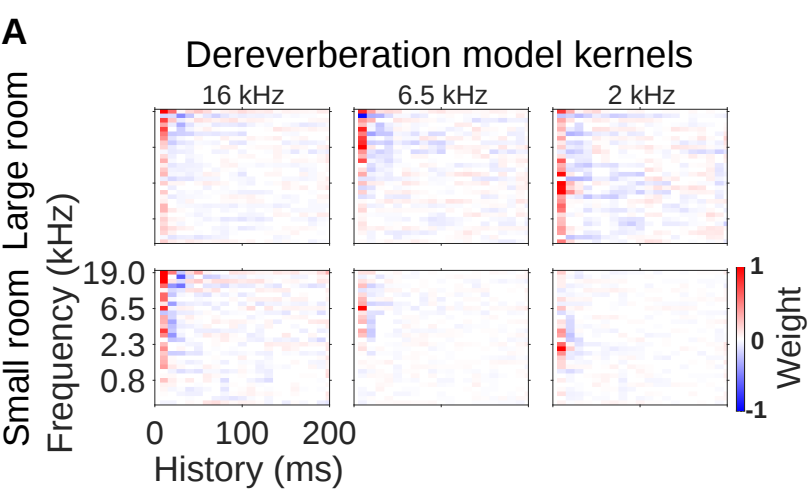 A
Dereverberation model kernels
16 kHz 6.5 kHz 2 kHz
Large room
Small room
Frequency (kHz)
19.0
6.5
2.3
0.8
0 100 200
History (ms)
1
0
-1
Weight